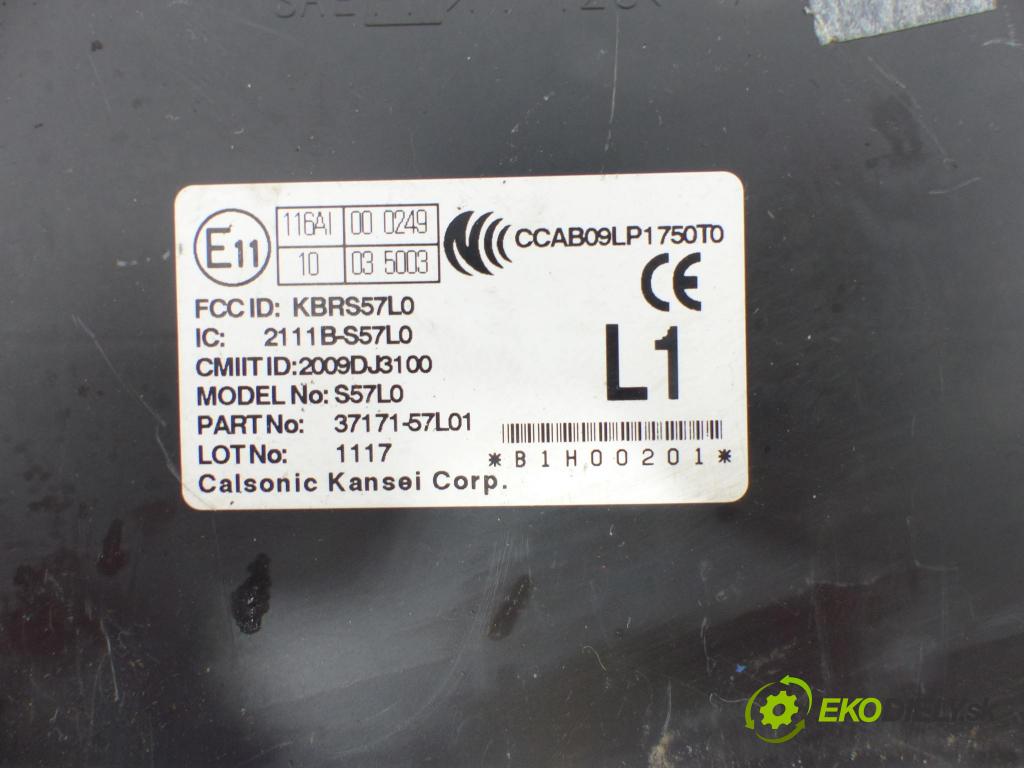 E11
116AI 00 0249
10 03 5003
CCAB09LP1750T0
CE
FCC ID: KBRS57L0
IC: 2111B-S57L0
CMIIT ID:2009DJ3100
MODEL No: S57L0
L1
PART No: 37171-57L01
LOT No: 1117
*B1H00201*
Calsonic Kansei Corp.
EKODIELY.sk